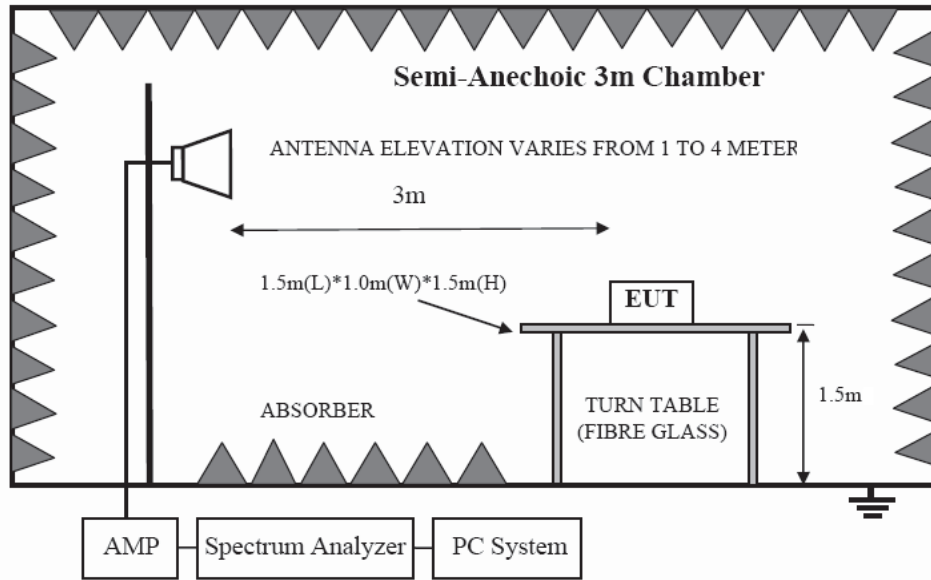 Semi-Anechoic 3m Chamber
ANTENNA ELEVATION VARIES FROM 1 TO 4 METER
3m
1.5m(L)*1.0m(W)*1.5m(H)
EUT
1.5m
ABSORBER
TURN TABLE
(FIBRE GLASS)
AMP
Spectrum Analyzer
PC System